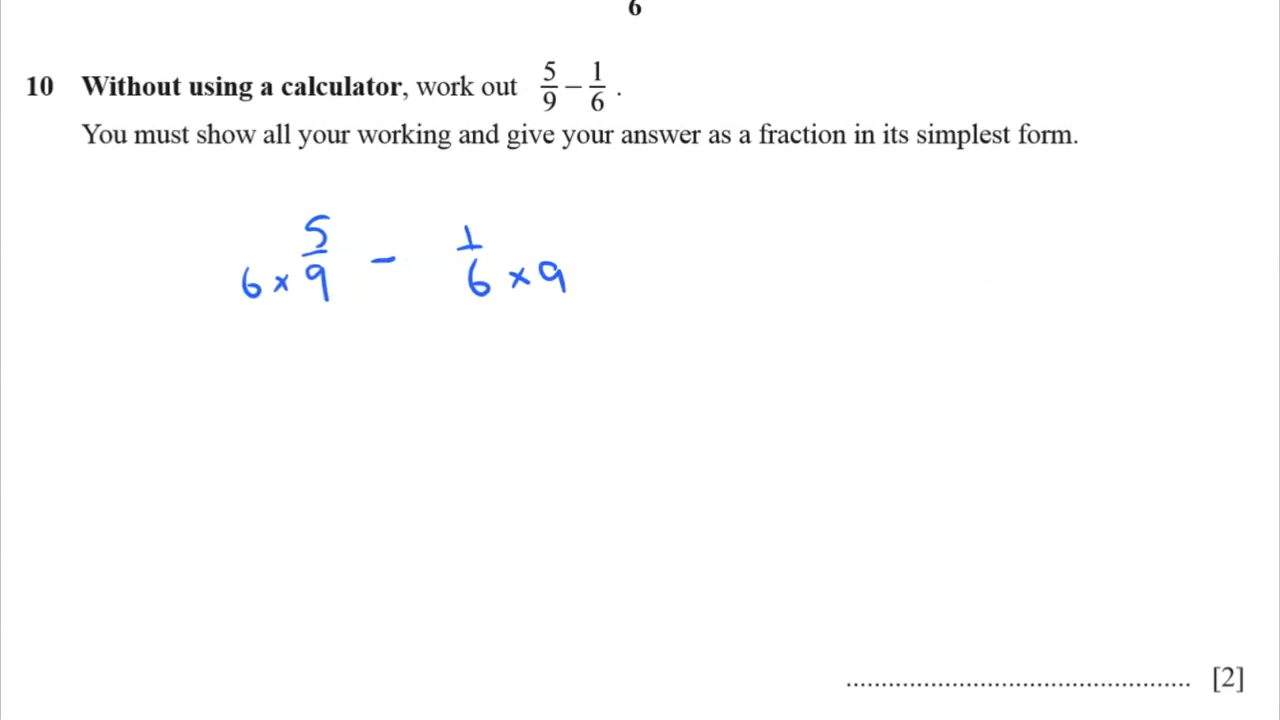 6
10 Without using a calculator, work out 5/9 − 1/6 .
You must show all your working and give your answer as a fraction in its simplest form.
6 × 5/9 − 1/6 × 9
.................................................. [2]